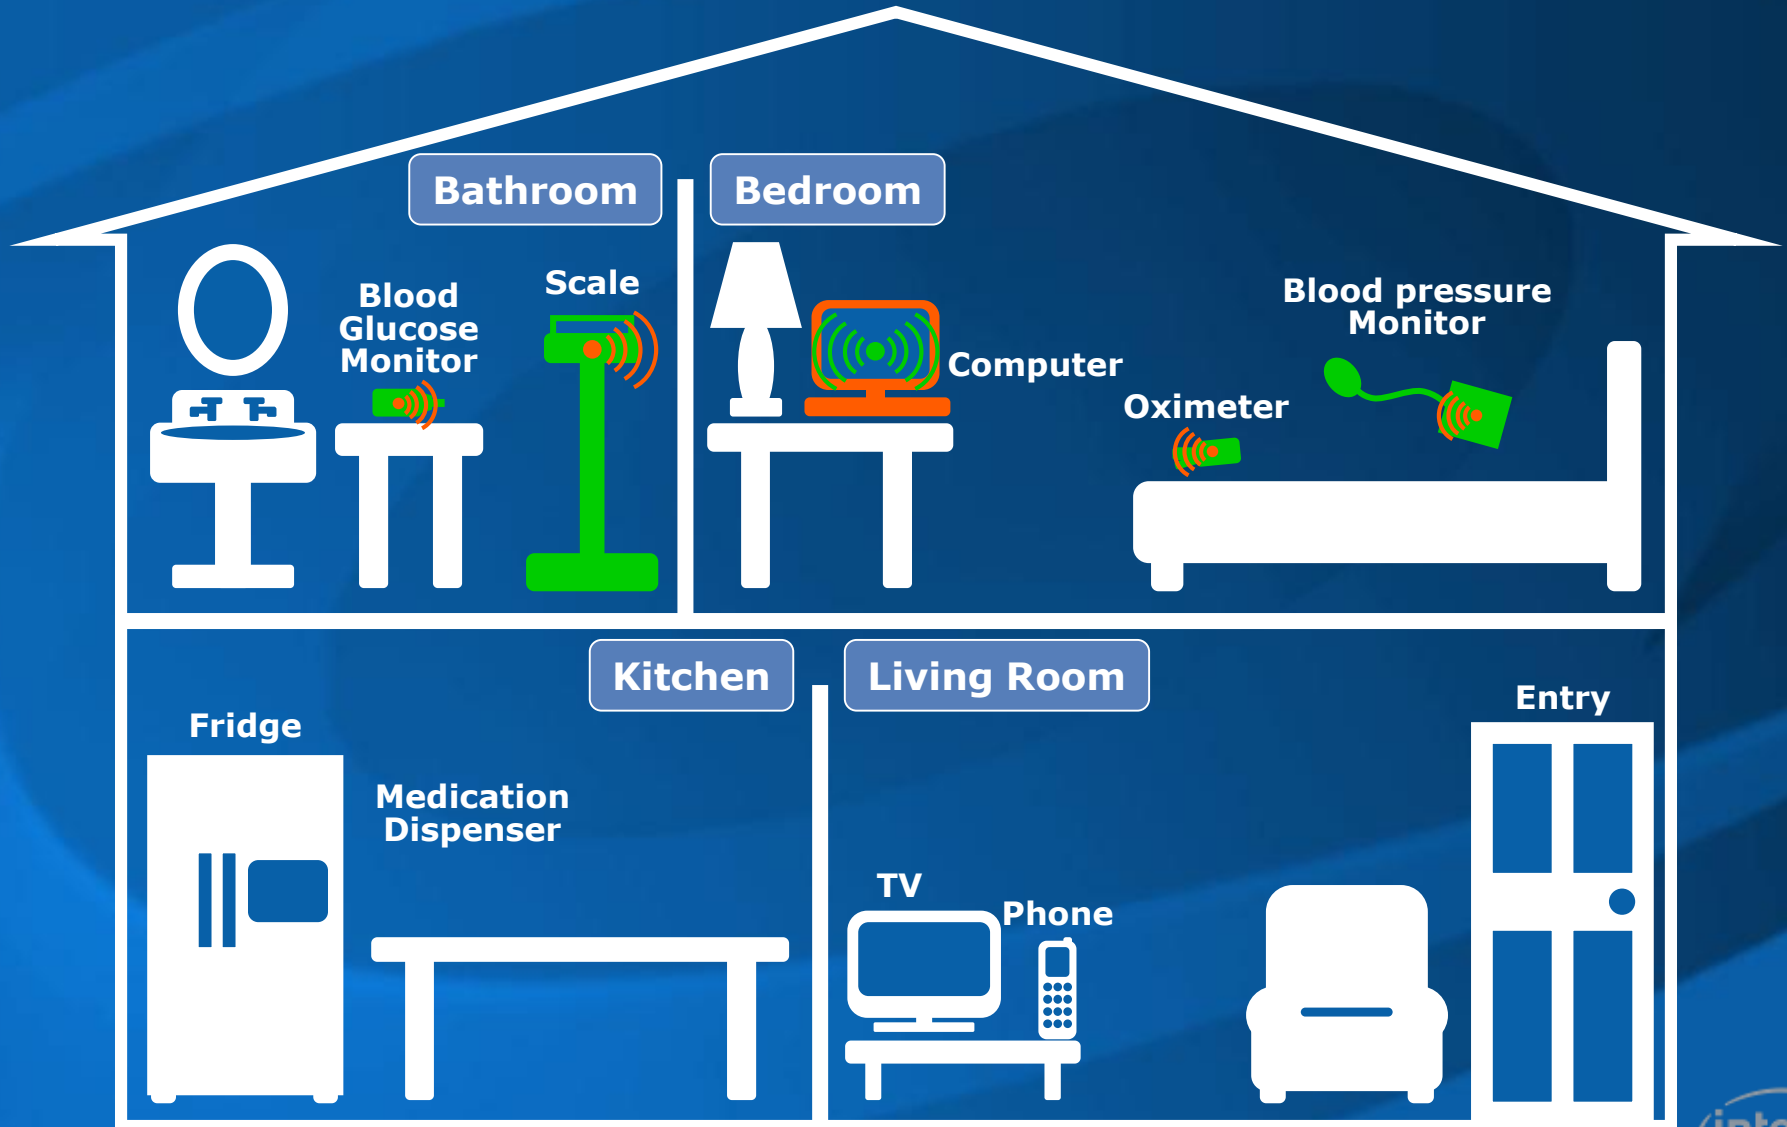 Bathroom
Bedroom
Blood
Glucose
Monitor
Scale
Computer
Oximeter
Blood pressure
Monitor
Kitchen
Living Room
Fridge
Medication
Dispenser
TV
Phone
Entry